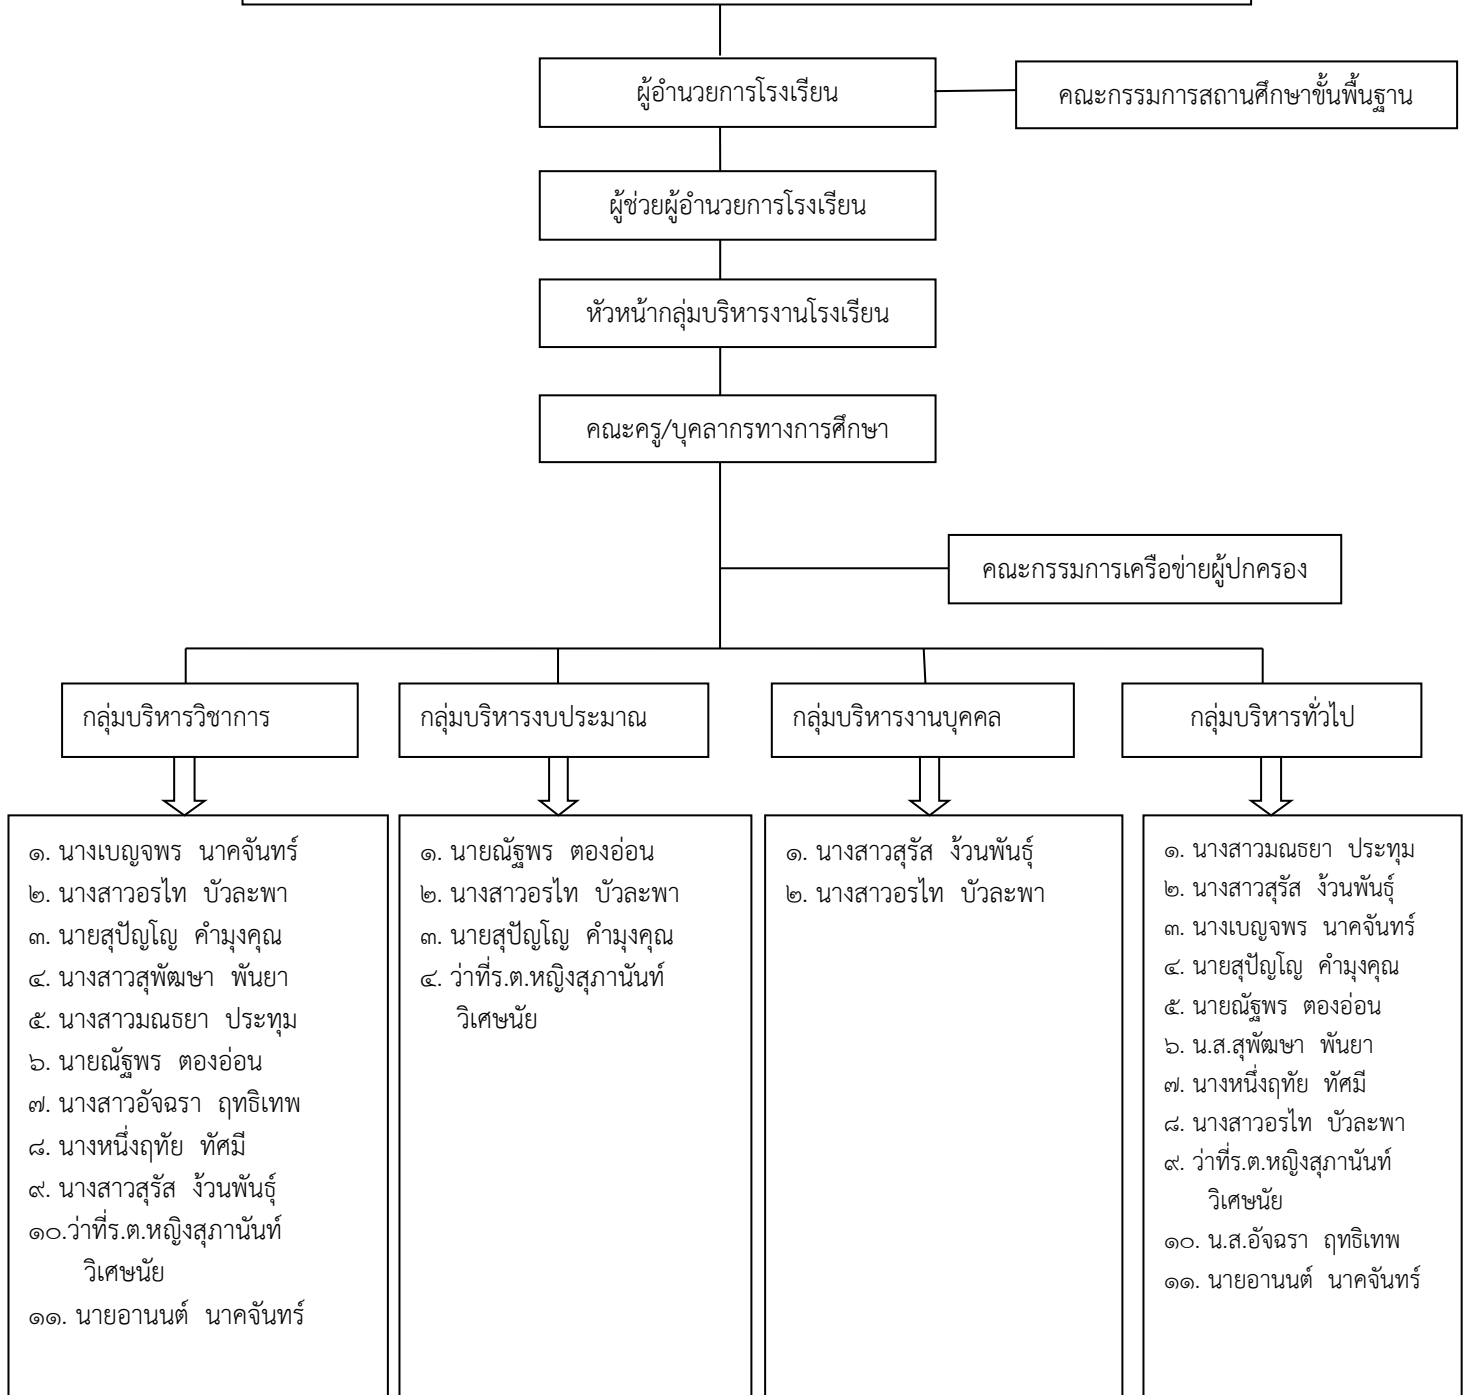 ผู้อำนวยการโรงเรียน
คณะกรรมการสถานศึกษาขั้นพื้นฐาน
ผู้ช่วยผู้อำนวยการโรงเรียน
หัวหน้ากลุ่มบริหารงานโรงเรียน
คณะครู/บุคลากรทางการศึกษา
คณะกรรมการเครือข่ายผู้ปกครอง
กลุ่มบริหารวิชาการ
กลุ่มบริหารงบประมาณ
กลุ่มบริหารงานบุคคล
กลุ่มบริหารทั่วไป
๑. นางเบญจพร นาคจันทร์
๒. นางสาวอรไท บัวละพา
๓. นายสุปัญโญ คำมุงคุณ
๔. นางสาวสุพัฒษา พันยา
๕. นางสาวมณธยา ประทุม
๖. นายณัฐพร ตองอ่อน
๗. นางสาวอัจฉรา ฤทธิเทพ
๘. นางหนึ่งฤทัย ทัศมี
๙. นางสาวสุรัส ง้วนพันธุ์
๑๐.ว่าที่ร.ต.หญิงสุภานันท์
วิเศษนัย
๑๑. นายอานนต์ นาคจันทร์
๑. นายณัฐพร ตองอ่อน
๒. นางสาวอรไท บัวละพา
๓. นายสุปัญโญ คำมุงคุณ
๔. ว่าที่ร.ต.หญิงสุภานันท์
วิเศษนัย
๑. นางสาวสุรัส ง้วนพันธุ์
๒. นางสาวอรไท บัวละพา
๑. นางสาวมณธยา ประทุม
๒. นางสาวสุรัส ง้วนพันธุ์
๓. นางเบญจพร นาคจันทร์
๔. นายสุปัญโญ คำมุงคุณ
๕. นายณัฐพร ตองอ่อน
๖. น.ส.สุพัฒษา พันยา
๗. นางหนึ่งฤทัย ทัศมี
๘. นางสาวอรไท บัวละพา
๙. ว่าที่ร.ต.หญิงสุภานันท์
วิเศษนัย
๑๐. น.ส.อัจฉรา ฤทธิเทพ
๑๑. นายอานนต์ นาคจันทร์